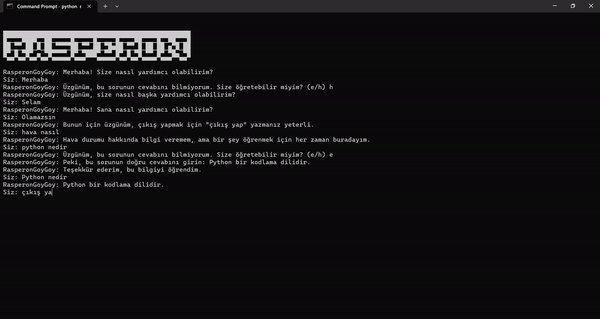 Command Prompt - python
RASPERON
RasperonGoyGoy: Merhaba! Size nasıl yardımcı olabilirim?
Siz: Merhaba
RasperonGoyGoy: Üzgünüm, bu sorunun cevabını bilmiyorum. Size öğretebilir miyim? (e/h) h
RasperonGoyGoy: Üzgünüm, size nasıl başka yardımcı olabilirim?
Siz: Selam
RasperonGoyGoy: Merhaba! Sana nasıl yardımcı olabilirim?
Siz: Olamazsın
RasperonGoyGoy: Bunun için üzgünüm, çıkış yapmak için "çıkış yap" yazmanız yeterli.
Siz: hava nasıl
RasperonGoyGoy: Hava durumu hakkında bilgi veremem, ama bir şey öğrenmek için her zaman buradayım.
Siz: python nedir
RasperonGoyGoy: Üzgünüm, bu sorunun cevabını bilmiyorum. Size öğretebilir miyim? (e/h) e
RasperonGoyGoy: Peki, bu sorunun doğru cevabını girin: Python bir kodlama dilidir.
RasperonGoyGoy: Teşekkür ederim, bu bilgiyi öğrendim.
Siz: Python nedir
RasperonGoyGoy: Python bir kodlama dilidir.
Siz: çıkış ya